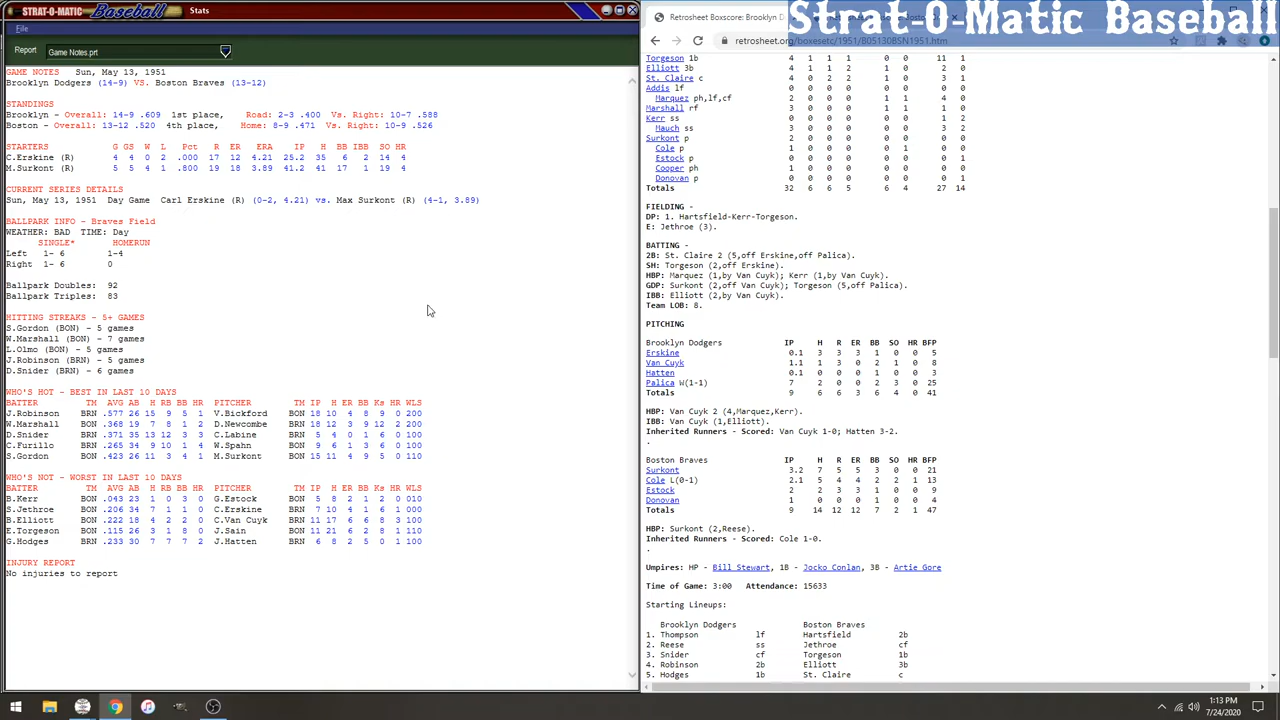 STRAT-O-MATIC Baseball Stats
File
Report Game Notes.prt
GAME NOTES Sun, May 13, 1951
Brooklyn Dodgers (14-9) VS. Boston Braves (13-12)
STANDINGS
Brooklyn - Overall: 14-9 .609 1st place, Road: 2-3 .400 Vs. Right: 10-7 .588
Boston - Overall: 13-12 .520 4th place, Home: 8-9 .471 Vs. Right: 10-9 .526
STARTERS G GS W L Pct R ER ERA IP H BB IBB SO HR
C.Erskine (R) 4 4 0 2 .000 17 12 4.21 25.2 35 6 2 14 4
M.Surkont (R) 5 5 4 1 .800 19 18 3.89 41.2 41 17 1 19 4
CURRENT SERIES DETAILS
Sun, May 13, 1951 Day Game Carl Erskine (R) (0-2, 4.21) vs. Max Surkont (R) (4-1, 3.89)
BALLPARK INFO - Braves Field
WEATHER: BAD TIME: Day
SINGLE* HOMERUN
Left 1- 6 1-4
Right 1- 6 0
Ballpark Doubles: 92
Ballpark Triples: 83
HITTING STREAKS - 5+ GAMES
S.Gordon (BON) - 5 games
W.Marshall (BON) - 7 games
L.Olmo (BON) - 5 games
J.Robinson (BRN) - 5 games
D.Snider (BRN) - 6 games
WHO'S HOT - BEST IN LAST 10 DAYS
BATTER TM AVG AB H RB BB HR PITCHER TM IP H ER BB Ks HR WLS
J.Robinson BRN .577 26 15 9 5 1 V.Bickford BON 18 10 4 8 9 0 200
W.Marshall BON .368 19 7 8 1 2 D.Newcombe BRN 18 12 3 9 12 2 200
D.Snider BRN .371 35 13 12 3 3 C.Labine BRN 5 4 0 1 6 0 100
C.Furillo BRN .265 34 9 10 1 4 W.Spahn BON 9 6 1 3 6 0 100
S.Gordon BON .423 26 11 3 4 1 M.Surkont BON 15 11 4 9 5 0 110
WHO'S NOT - WORST IN LAST 10 DAYS
BATTER TM AVG AB H RB BB HR PITCHER TM IP H ER BB Ks HR WLS
B.Kerr BON .043 23 1 0 3 0 G.Estock BON 5 8 2 1 2 0 010
S.Jethroe BON .206 34 7 1 1 0 C.Erskine BRN 7 10 4 1 6 1 000
B.Elliott BON .222 18 4 2 2 0 C.Van Cuyk BRN 11 17 6 6 8 3 100
E.Torgeson BON .115 26 3 1 8 0 J.Sain BON 11 21 6 2 8 1 110
G.Hodges BRN .233 30 7 7 7 2 J.Hatten BRN 6 8 2 5 0 1 100
INJURY REPORT
No injuries to report
Retrosheet Boxscore: Brooklyn D
Strat-O-Matic Baseball
retrosheet.org/boxesetc/1951/B05130BSN1951.htm
Torgeson 1b 4 1 1 1 0 0 11 1
Elliott 3b 4 1 1 0 1 0 2 0
St. Claire c 4 0 2 2 0 0 3 1
Addis lf 0 0 0 0 0 0 0 0
Marquez ph,lf,cf 2 0 0 0 1 1 4 0
Marshall rf 3 0 0 0 1 0 0 0
Kerr ss 0 0 0 0 0 0 1 2
Mauch ss 3 0 0 0 0 0 3 2
Surkont p 2 0 0 0 0 1 0 0
Cole p 1 0 0 0 0 1 0 0
Estock p 0 0 0 0 0 0 0 1
Cooper ph 1 0 0 0 0 0 0 0
Donovan p 0 0 0 0 0 0 0 1
Totals 32 6 6 5 6 4 27 14
FIELDING -
DP: 1. Hartsfield-Kerr-Torgeson.
E: Jethroe (3).
BATTING -
2B: St. Claire 2 (5,off Erskine,off Palica).
SH: Torgeson (2,off Erskine).
HBP: Marquez (1,by Van Cuyk); Kerr (1,by Van Cuyk).
GDP: Surkont (2,off Van Cuyk); Torgeson (5,off Palica).
IBB: Elliott (2,by Van Cuyk).
Team LOB: 8.
PITCHING
Brooklyn Dodgers IP H R ER BB SO HR BFP
Erskine 0.1 3 3 3 1 0 0 5
Van Cuyk 1.1 1 3 0 2 1 0 8
Hatten 0.1 0 0 0 1 0 0 3
Palica W(1-1) 7 2 0 0 2 3 0 25
Totals 9 6 6 3 6 4 0 41
HBP: Van Cuyk 2 (4,Marquez,Kerr).
IBB: Van Cuyk (1,Elliott).
Inherited Runners - Scored: Van Cuyk 1-0; Hatten 3-2.
.
Boston Braves IP H R ER BB SO HR BFP
Surkont 3.2 7 5 5 3 0 0 21
Cole L(0-1) 2.1 5 4 4 2 2 1 13
Estock 2 2 3 3 1 0 0 9
Donovan 1 0 0 0 1 0 0 4
Totals 9 14 12 12 7 2 1 47
HBP: Surkont (2,Reese).
Inherited Runners - Scored: Cole 1-0.
.
Umpires: HP - Bill Stewart, 1B - Jocko Conlan, 3B - Artie Gore
Time of Game: 3:00 Attendance: 15633
Starting Lineups:
Brooklyn Dodgers Boston Braves
1. Thompson lf Hartsfield 2b
2. Reese ss Jethroe cf
3. Snider cf Torgeson 1b
4. Robinson 2b Elliott 3b
5. Hodges 1b St. Claire c
1:13 PM
7/24/2020